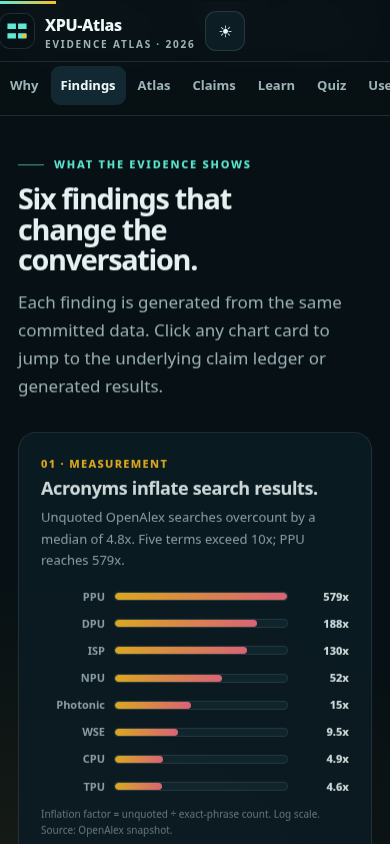 XPU-Atlas
EVIDENCE ATLAS · 2026
Why Findings Atlas Claims Learn Quiz Use
WHAT THE EVIDENCE SHOWS
Six findings that
change the
conversation.
Each finding is generated from the same
committed data. Click any chart card to
jump to the underlying claim ledger or
generated results.
01 · MEASUREMENT
Acronyms inflate search results.
Unquoted OpenAlex searches overcount by a
median of 4.8x. Five terms exceed 10x; PPU
reaches 579x.
PPU 579x
DPU 188x
ISP 130x
NPU 52x
Photonic 15x
WSE 9.5x
CPU 4.9x
TPU 4.6x
Inflation factor = unquoted ÷ exact-phrase count. Log scale.
Source: OpenAlex snapshot.